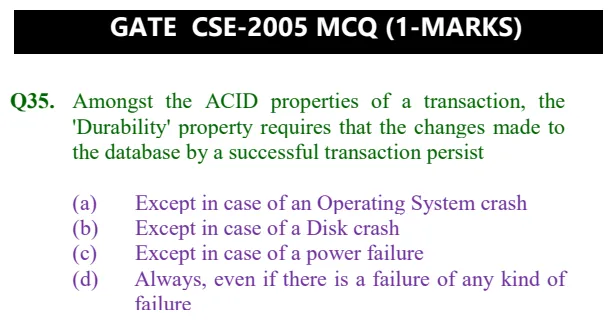 GATE CSE-2005 MCQ (1-MARKS)
Q35. Amongst the ACID properties of a transaction, the
'Durability' property requires that the changes made to
the database by a successful transaction persist
(a) Except in case of an Operating System crash
(b) Except in case of a Disk crash
(c) Except in case of a power failure
(d) Always, even if there is a failure of any kind of
failure